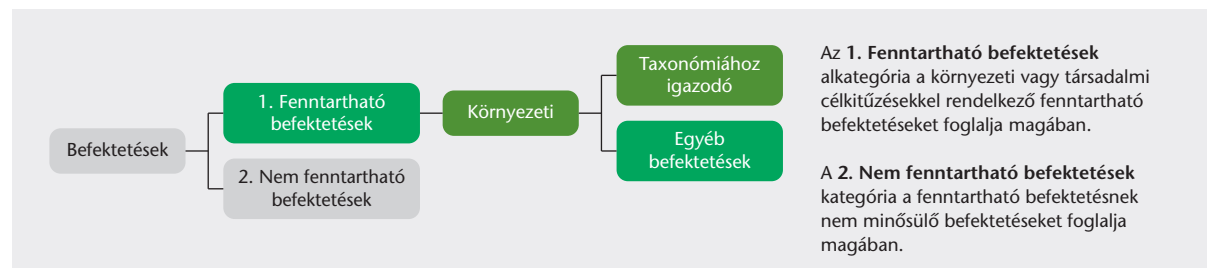 Befektetések
1. Fenntartható
befektetések
2. Nem fenntartható
befektetések
Környezeti
Taxonómiához
igazodó
Egyéb
befektetések
Az 1. Fenntartható befektetések
alkategória a környezeti vagy társadalmi
célkitűzésekkel rendelkező fenntartható
befektetéseket foglalja magában.
A 2. Nem fenntartható befektetések
kategória a fenntartható befektetésnek
nem minősülő befektetéseket foglalja
magában.